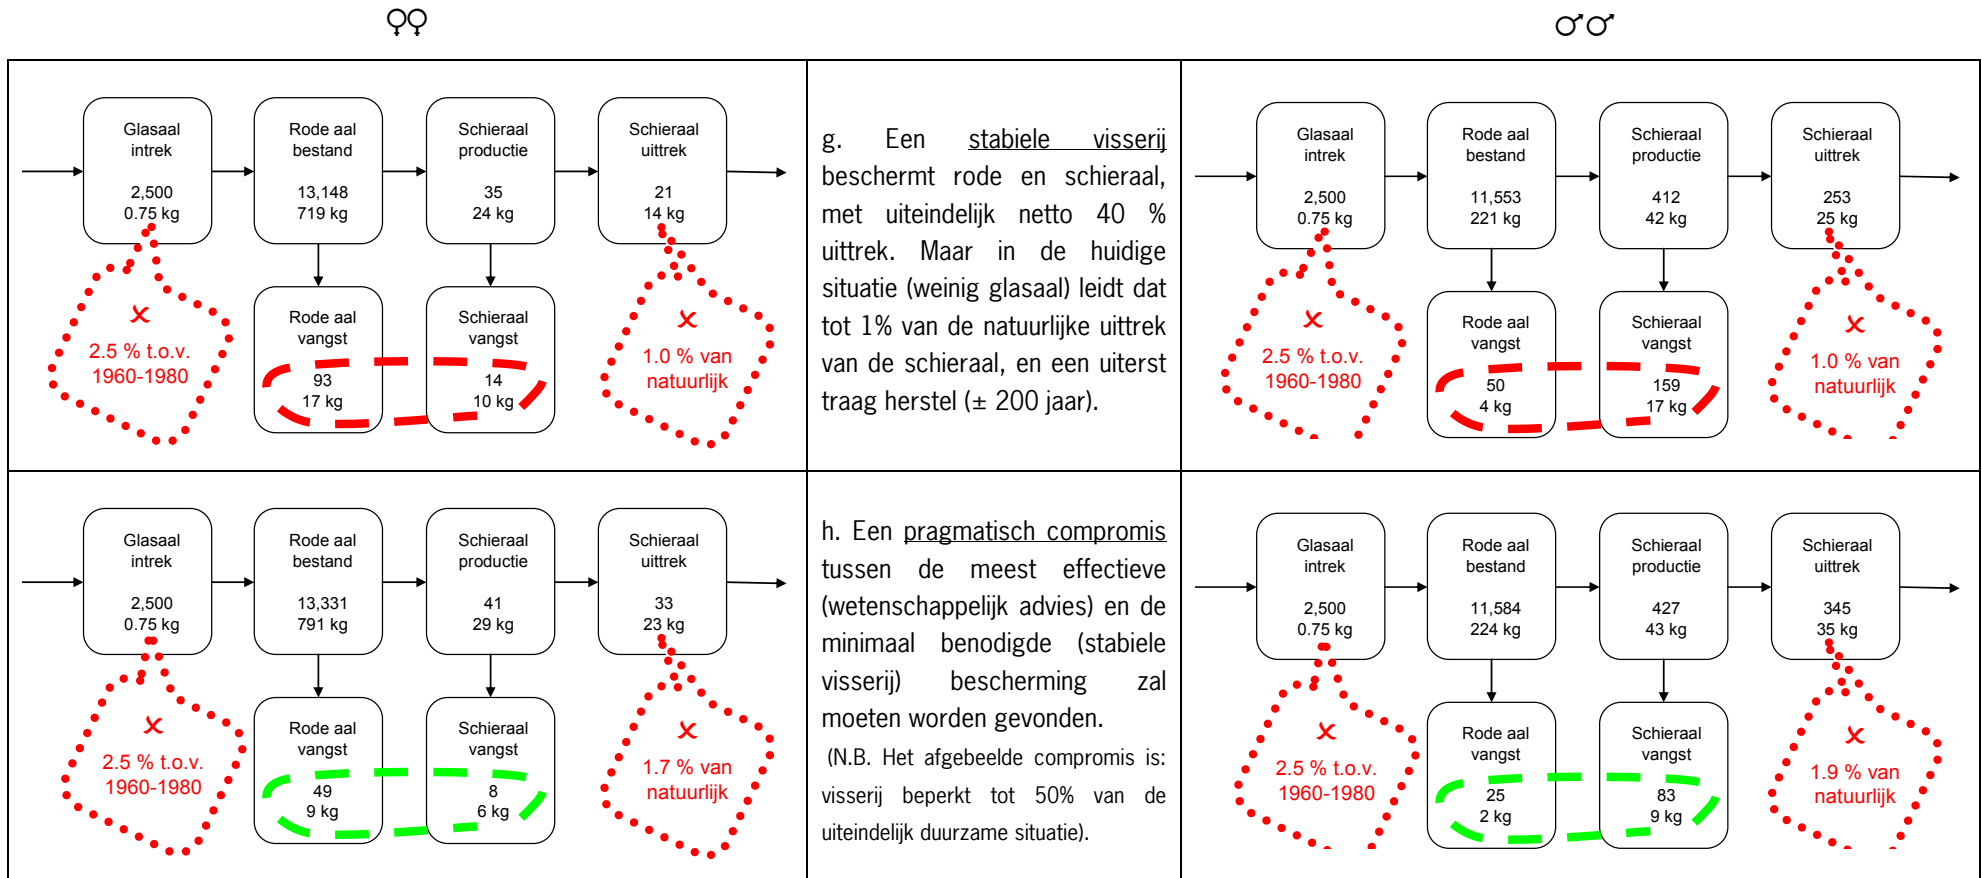 ♀♀
♂♂
Glasaal
intrek
2,500
0.75 kg
Rode aal
bestand
13,148
719 kg
Schieraal
productie
35
24 kg
Schieraal
uittrek
21
14 kg
x
2.5 % t.o.v.
1960-1980
Rode aal
vangst
93
17 kg
Schieraal
vangst
14
10 kg
x
1.0 % van
natuurlijk
g. Een stabiele visserij
beschermt rode en schieraal,
met uiteindelijk netto 40 %
uittrek. Maar in de huidige
situatie (weinig glasaal) leidt dat
tot 1% van de natuurlijke uittrek
van de schieraal, en een uiterst
traag herstel (± 200 jaar).
Glasaal
intrek
2,500
0.75 kg
Rode aal
bestand
11,553
221 kg
Schieraal
productie
412
42 kg
Schieraal
uittrek
253
25 kg
x
2.5 % t.o.v.
1960-1980
Rode aal
vangst
50
4 kg
Schieraal
vangst
159
17 kg
x
1.0 % van
natuurlijk
Glasaal
intrek
2,500
0.75 kg
Rode aal
bestand
13,331
791 kg
Schieraal
productie
41
29 kg
Schieraal
uittrek
33
23 kg
x
2.5 % t.o.v.
1960-1980
Rode aal
vangst
49
9 kg
Schieraal
vangst
8
6 kg
x
1.7 % van
natuurlijk
h. Een pragmatisch compromis
tussen de meest effectieve
(wetenschappelijk advies) en de
minimaal benodigde (stabiele
visserij) bescherming zal
moeten worden gevonden.
(N.B. Het afgebeelde compromis is:
visserij beperkt tot 50% van de
uiteindelijk duurzame situatie).
Glasaal
intrek
2,500
0.75 kg
Rode aal
bestand
11,584
224 kg
Schieraal
productie
427
43 kg
Schieraal
uittrek
345
35 kg
x
2.5 % t.o.v.
1960-1980
Rode aal
vangst
25
2 kg
Schieraal
vangst
83
9 kg
x
1.9 % van
natuurlijk